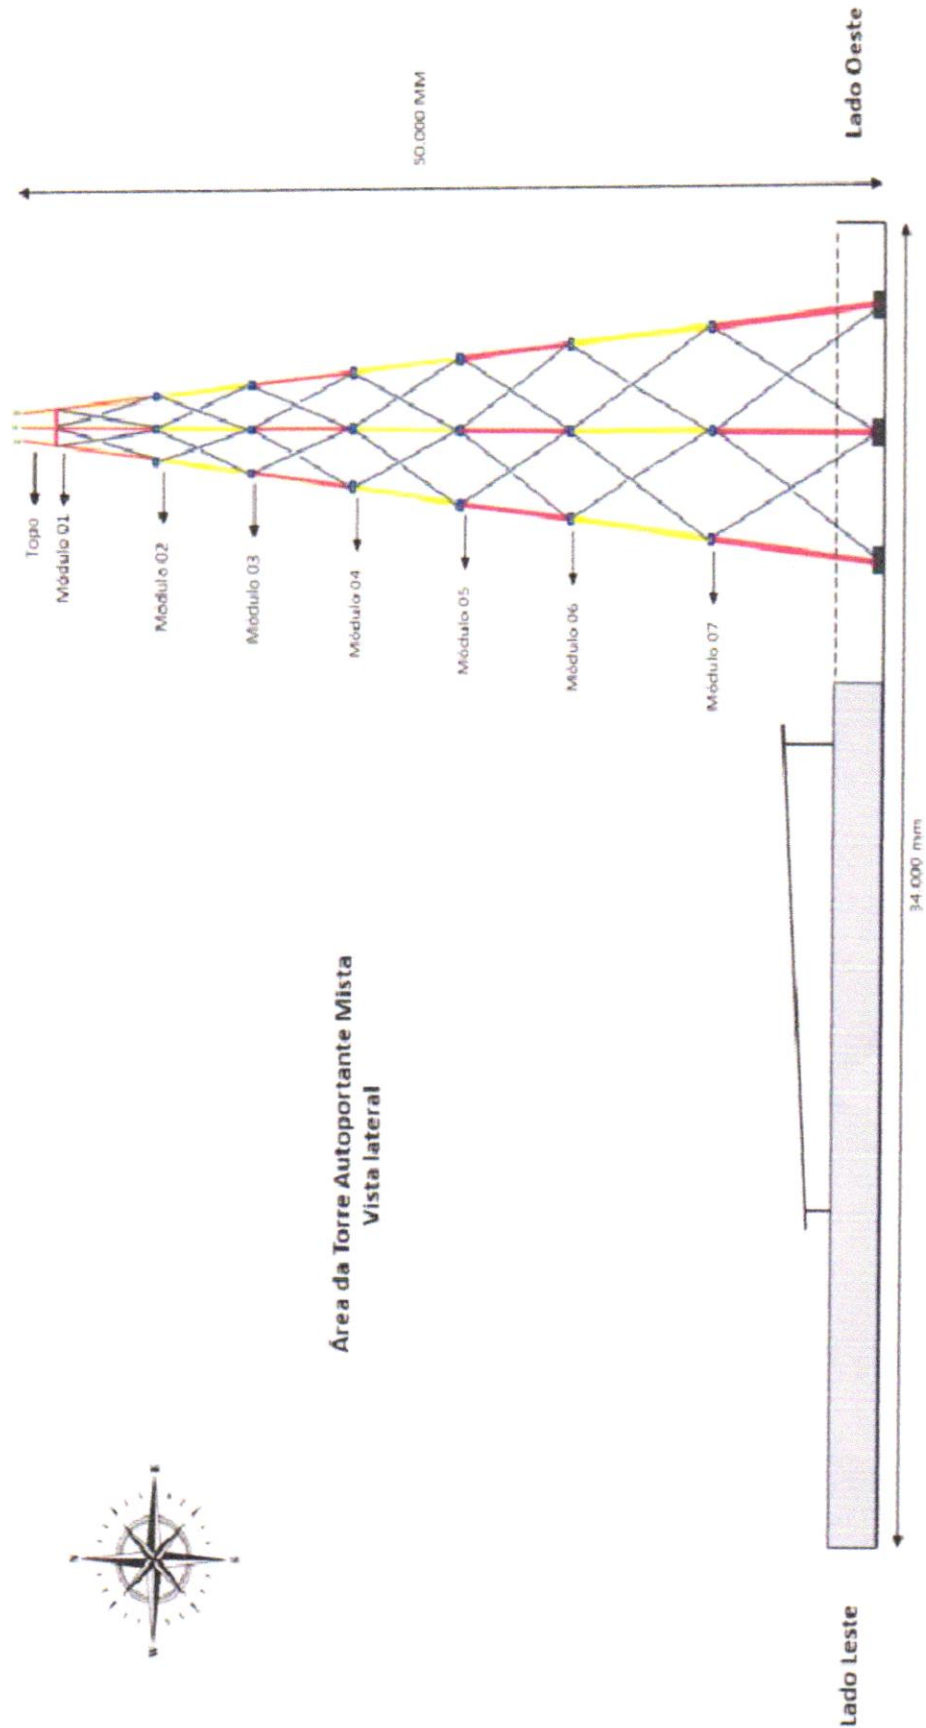 Topo
Módulo 01
Módulo 02
Módulo 03
Módulo 04
Módulo 05
Módulo 06
Módulo 07
50.000 MM
Área da Torre Autoportante Mista
Vista lateral
N
W
E
S
Lado Leste
34.000 mm
Lado Oeste